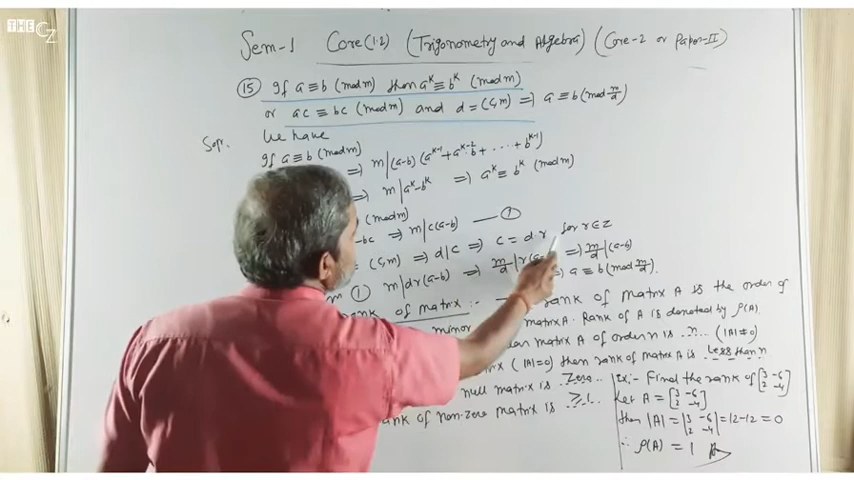 THE CZ
Sem-1 Core(1.2) (Trigonometry and Algebra) (Core-2 or Paper-II)
(15) If a ≡ b (mod m) then a^k ≡ b^k (mod m)
or ac ≡ bc (mod m) and d = (c, m) ⇒ a ≡ b (mod m/d)
We have
If a ≡ b (mod m)
⇒ m|(a-b) (a^k-1 + a^k-2 b + ... + b^k-1)
⇒ m|a^k-b^k ⇒ a^k ≡ b^k (mod m)
(mod m)
-bc ⇒ m|c(a-b) — (1)
= (c,m) ⇒ d|c ⇒ c = d·r for r∈Z
(1) m|dr(a-b) ⇒ m/d|r(a- ⇒ m/d|(a-b)
⇒ a ≡ b (mod m/d).
of matrix :- rank of matrix A is the order of
minor matrix A. Rank of A is denoted by ρ(A).
matrix A of order n is ..n... (|A|≠0)
(|A|=0) then rank of matrix A is less than n.
null matrix is ..Zero..
of non-zero matrix is ..≥1..
Ex:- Find the rank of [3 -6 2 -4]
Let A = [3 -6 2 -4]
then |A| = |3 -6 2 -4| = -12+12 = 0
∴ ρ(A) = 1